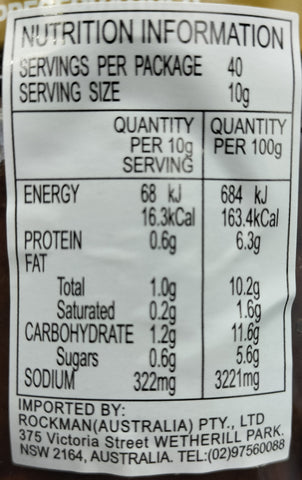 NUTRITION INFORMATION
SERVINGS PER PACKAGE 40
SERVING SIZE 10g
QUANTITY PER 10g SERVING QUANTITY PER 100g
ENERGY 68 kJ 684 kJ
16.3kCal 163.4kCal
PROTEIN 0.6g 6.3g
FAT
Total 1.0g 10.2g
Saturated 0.2g 1.6g
CARBOHYDRATE 1.2g 11.6g
Sugars 0.6g 5.6g
SODIUM 322mg 3221mg
IMPORTED BY:
ROCKMAN(AUSTRALIA) PTY., LTD
375 Victoria Street WETHERILL PARK.
NSW 2164, AUSTRALIA. TEL:(02)97560088